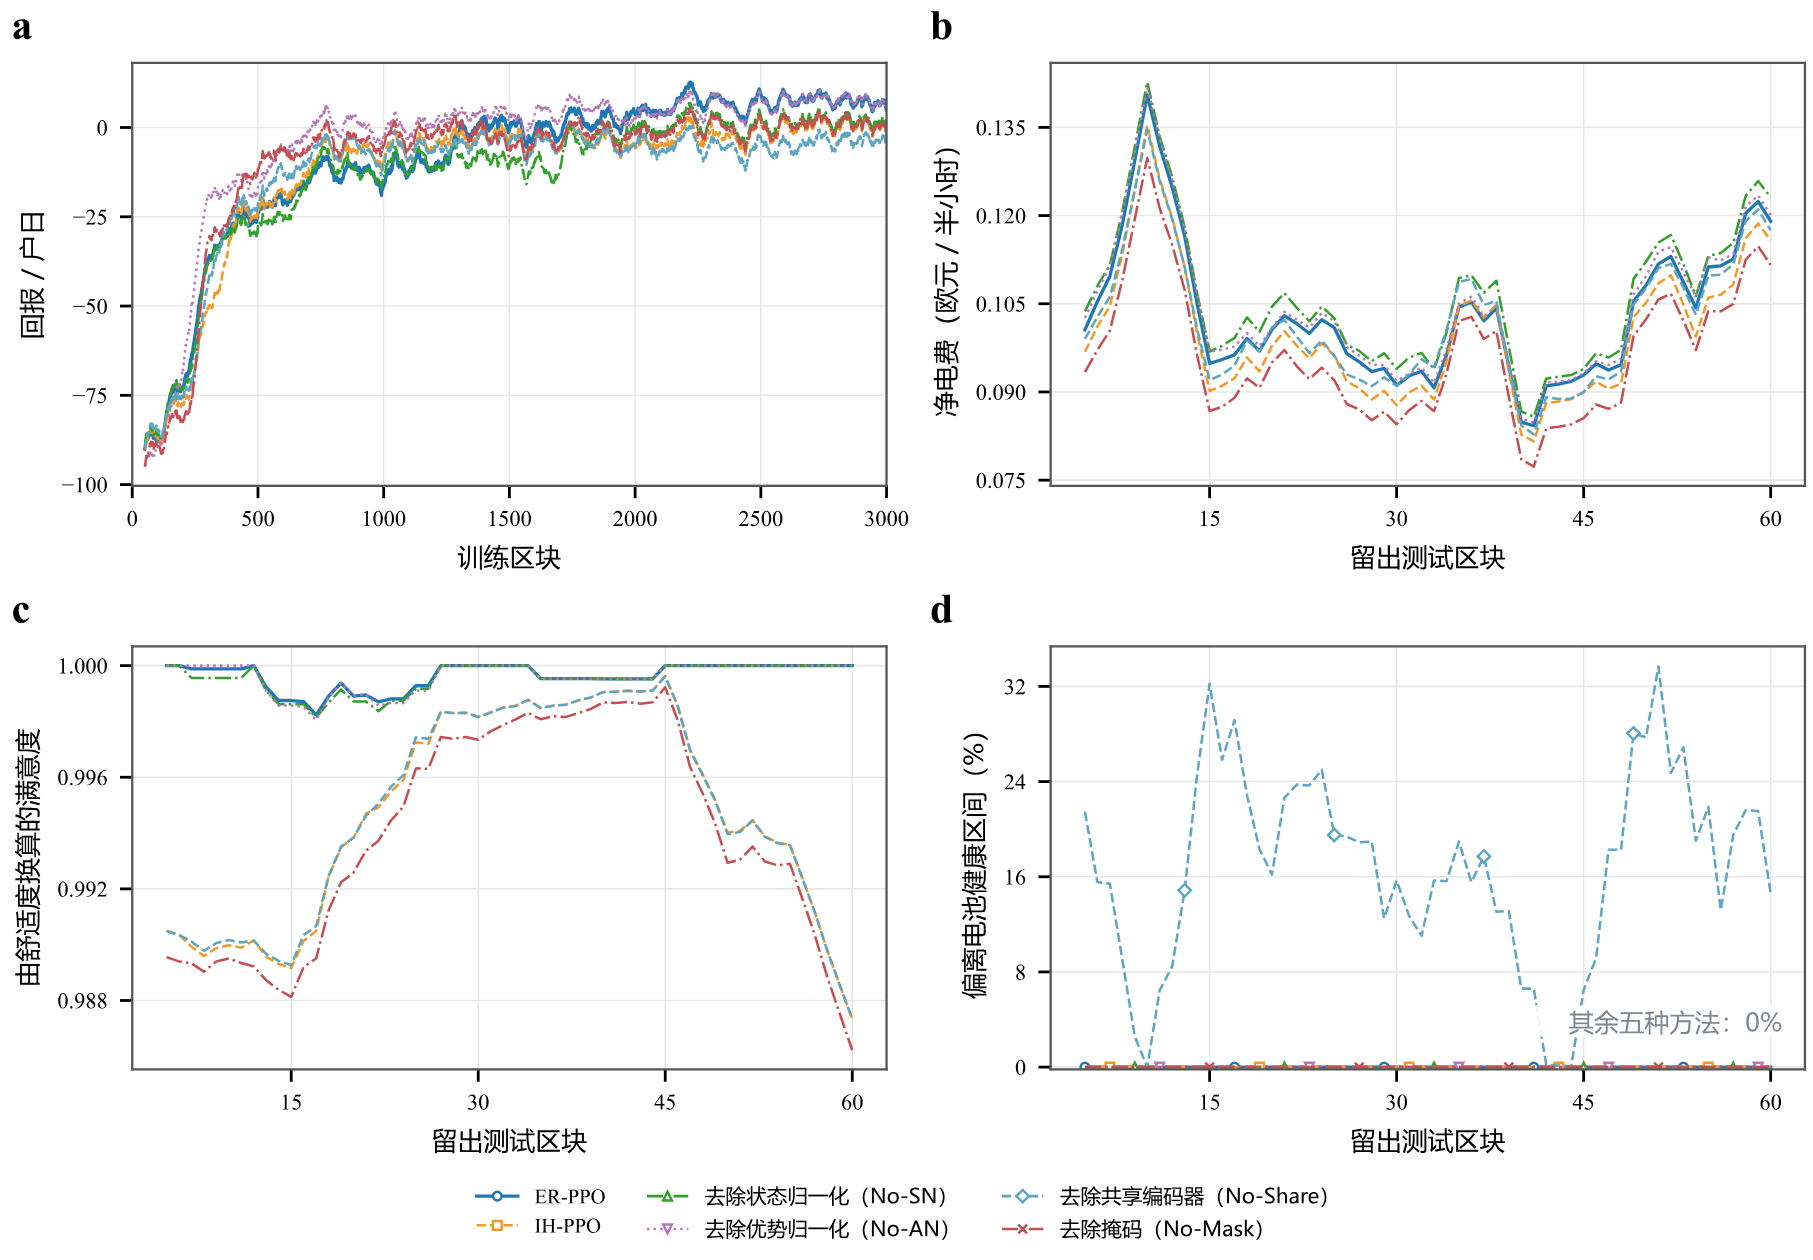 a
0
−25
−50
−75
−100
回报 / 户日
0
500
1000
1500
2000
2500
3000
训练区块
b
0.135
0.120
0.105
0.090
0.075
净电费（欧元 / 半小时）
15
30
45
60
留出测试区块
c
1.000
0.996
0.992
0.988
由舒适度换算的满意度
15
30
45
60
留出测试区块
d
32
24
16
8
0
偏离电池健康区间（%）
其余五种方法：0%
15
30
45
60
留出测试区块
ER-PPO
去除状态归一化（No-SN）
去除共享编码器（No-Share）
IH-PPO
去除优势归一化（No-AN）
去除掩码（No-Mask）